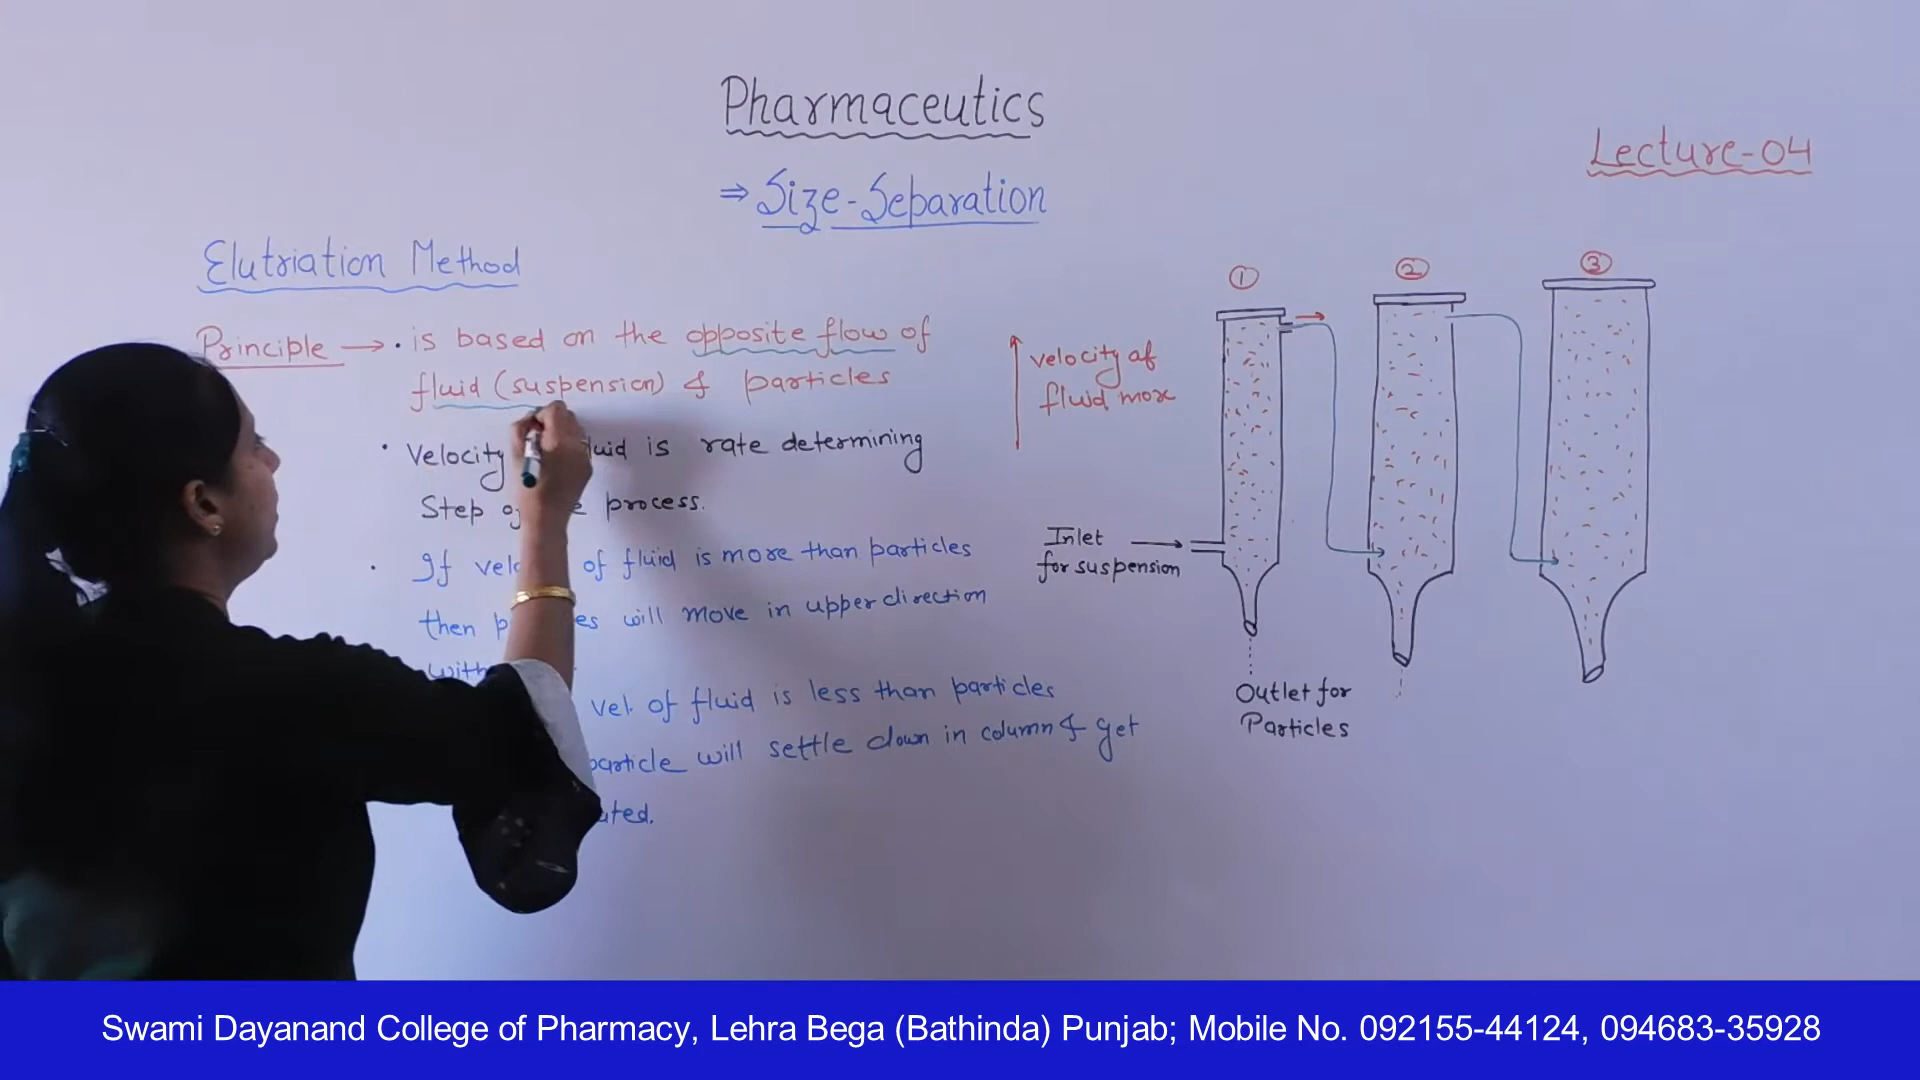 Pharmaceutics
Lecture-04
⇒ Size-Separation
Elutriation Method
Principle → • is based on the opposite flow of
fluid (suspension) & particles
• Velocity fluid is rate determining
Step process.
• If of fluid is more than particles
then will move in upper direction
vel. of fluid is less than particles
particle will settle down in column & get
① ② ③
velocity of
fluid more
Inlet →
for suspension
Outlet for
Particles
Swami Dayanand College of Pharmacy, Lehra Bega (Bathinda) Punjab; Mobile No. 092155-44124, 094683-35928